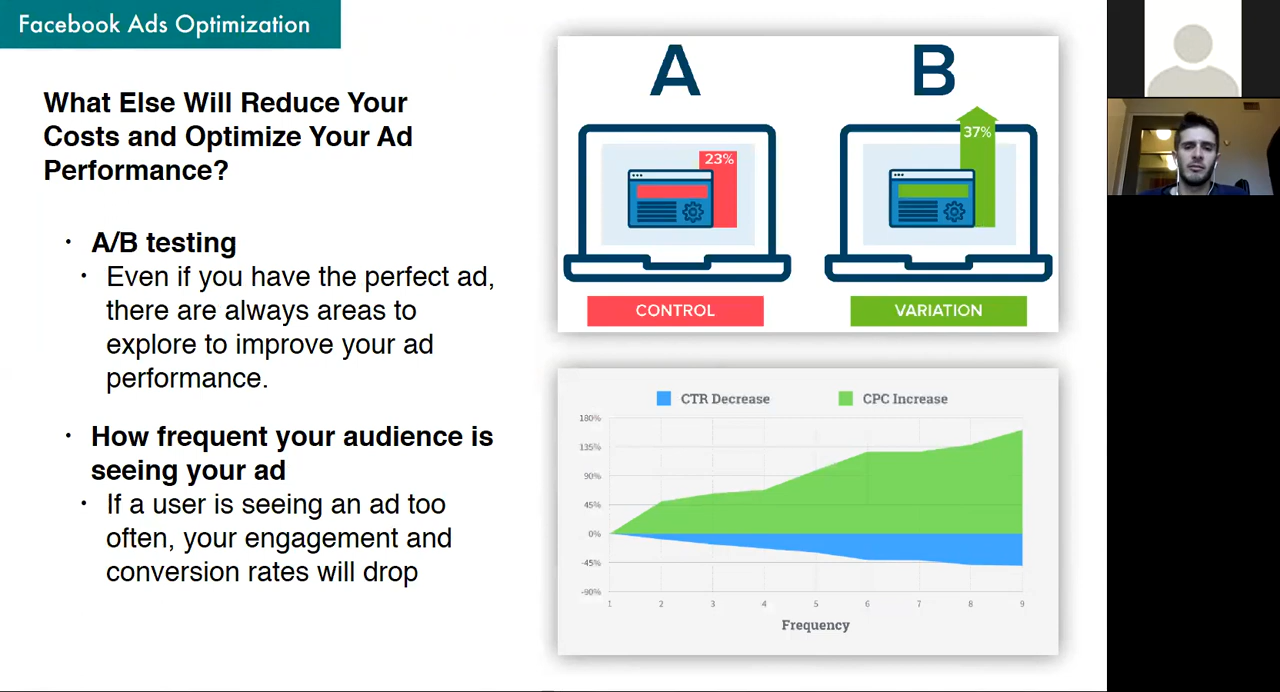 Facebook Ads Optimization
What Else Will Reduce Your
Costs and Optimize Your Ad
Performance?
· A/B testing
· Even if you have the perfect ad,
there are always areas to
explore to improve your ad
performance.
· How frequent your audience is
seeing your ad
· If a user is seeing an ad too
often, your engagement and
conversion rates will drop
A B
23%
37%
CONTROL VARIATION
CTR Decrease CPC Increase
180%
135%
90%
45%
0%
-45%
-90%
1 2 3 4 5 6 7 8 9
Frequency